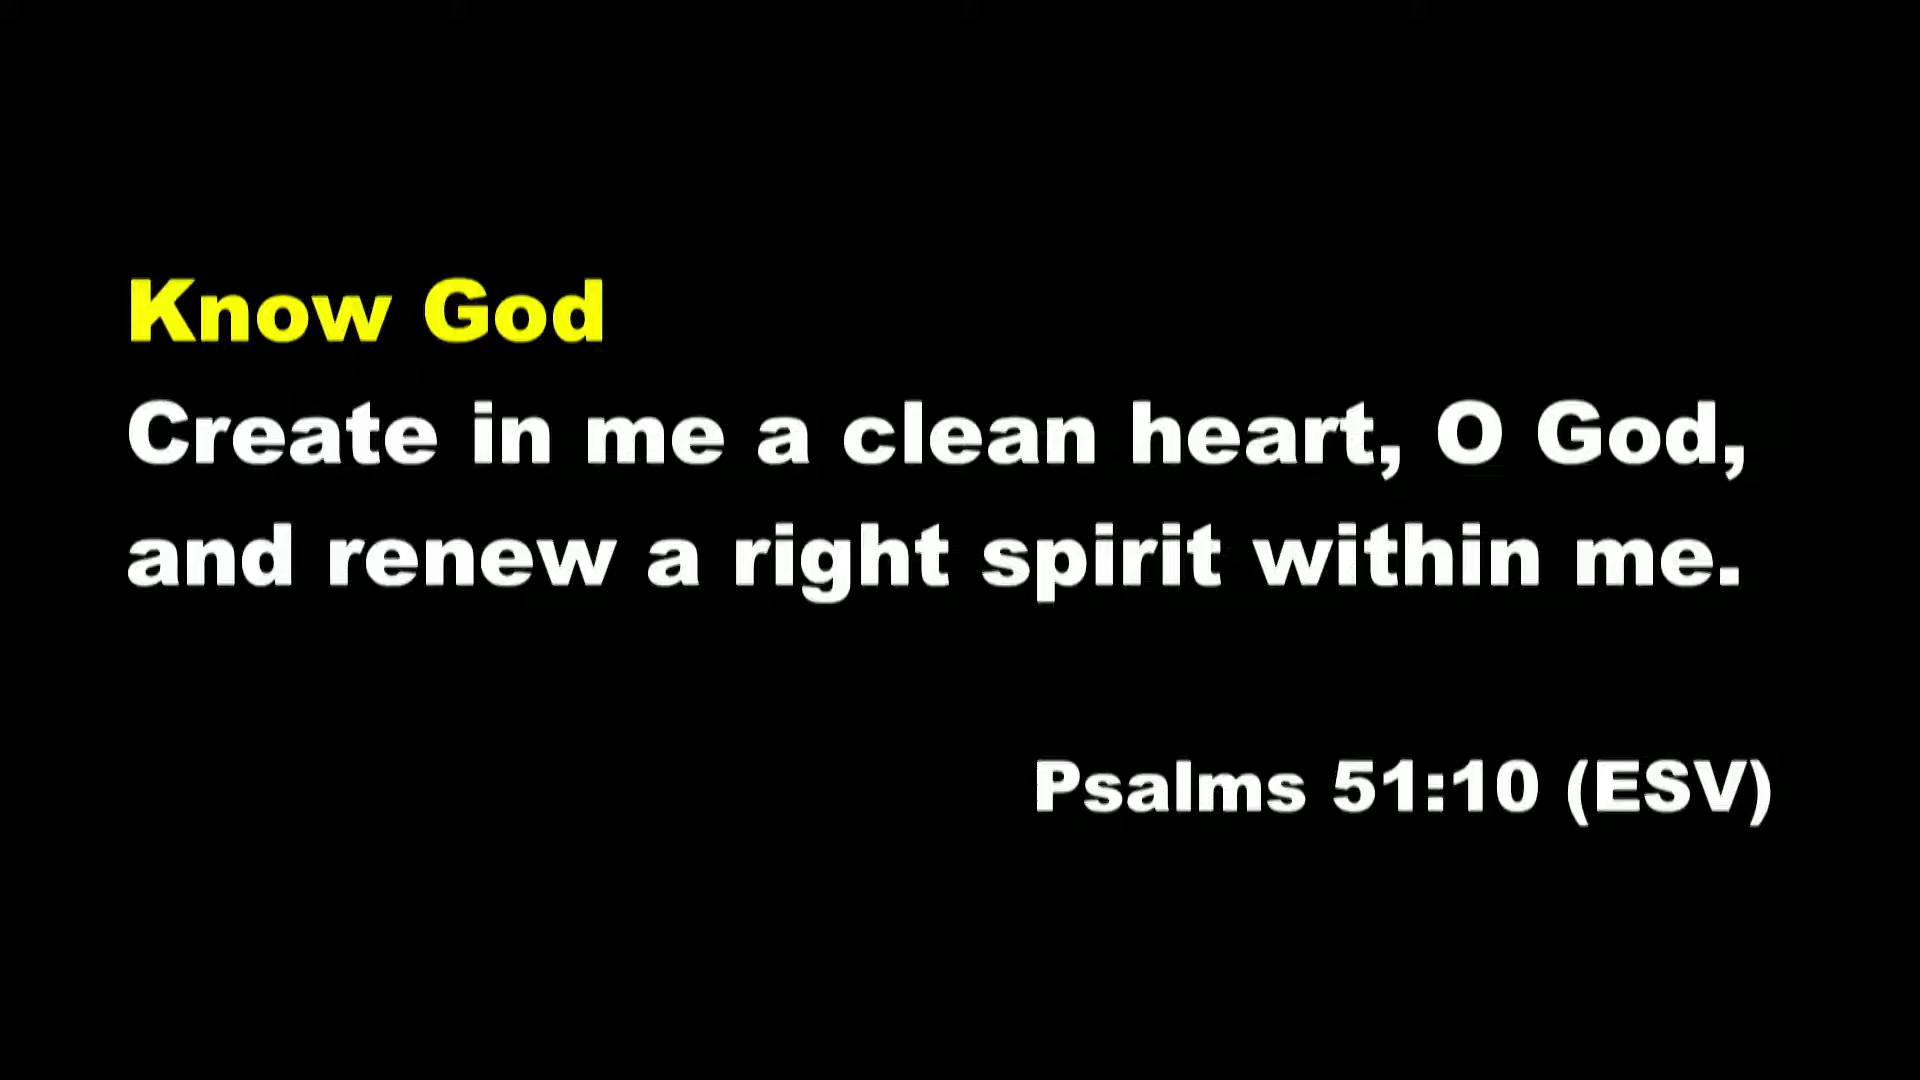 Know God
Create in me a clean heart, O God,
and renew a right spirit within me.
Psalms 51:10 (ESV)